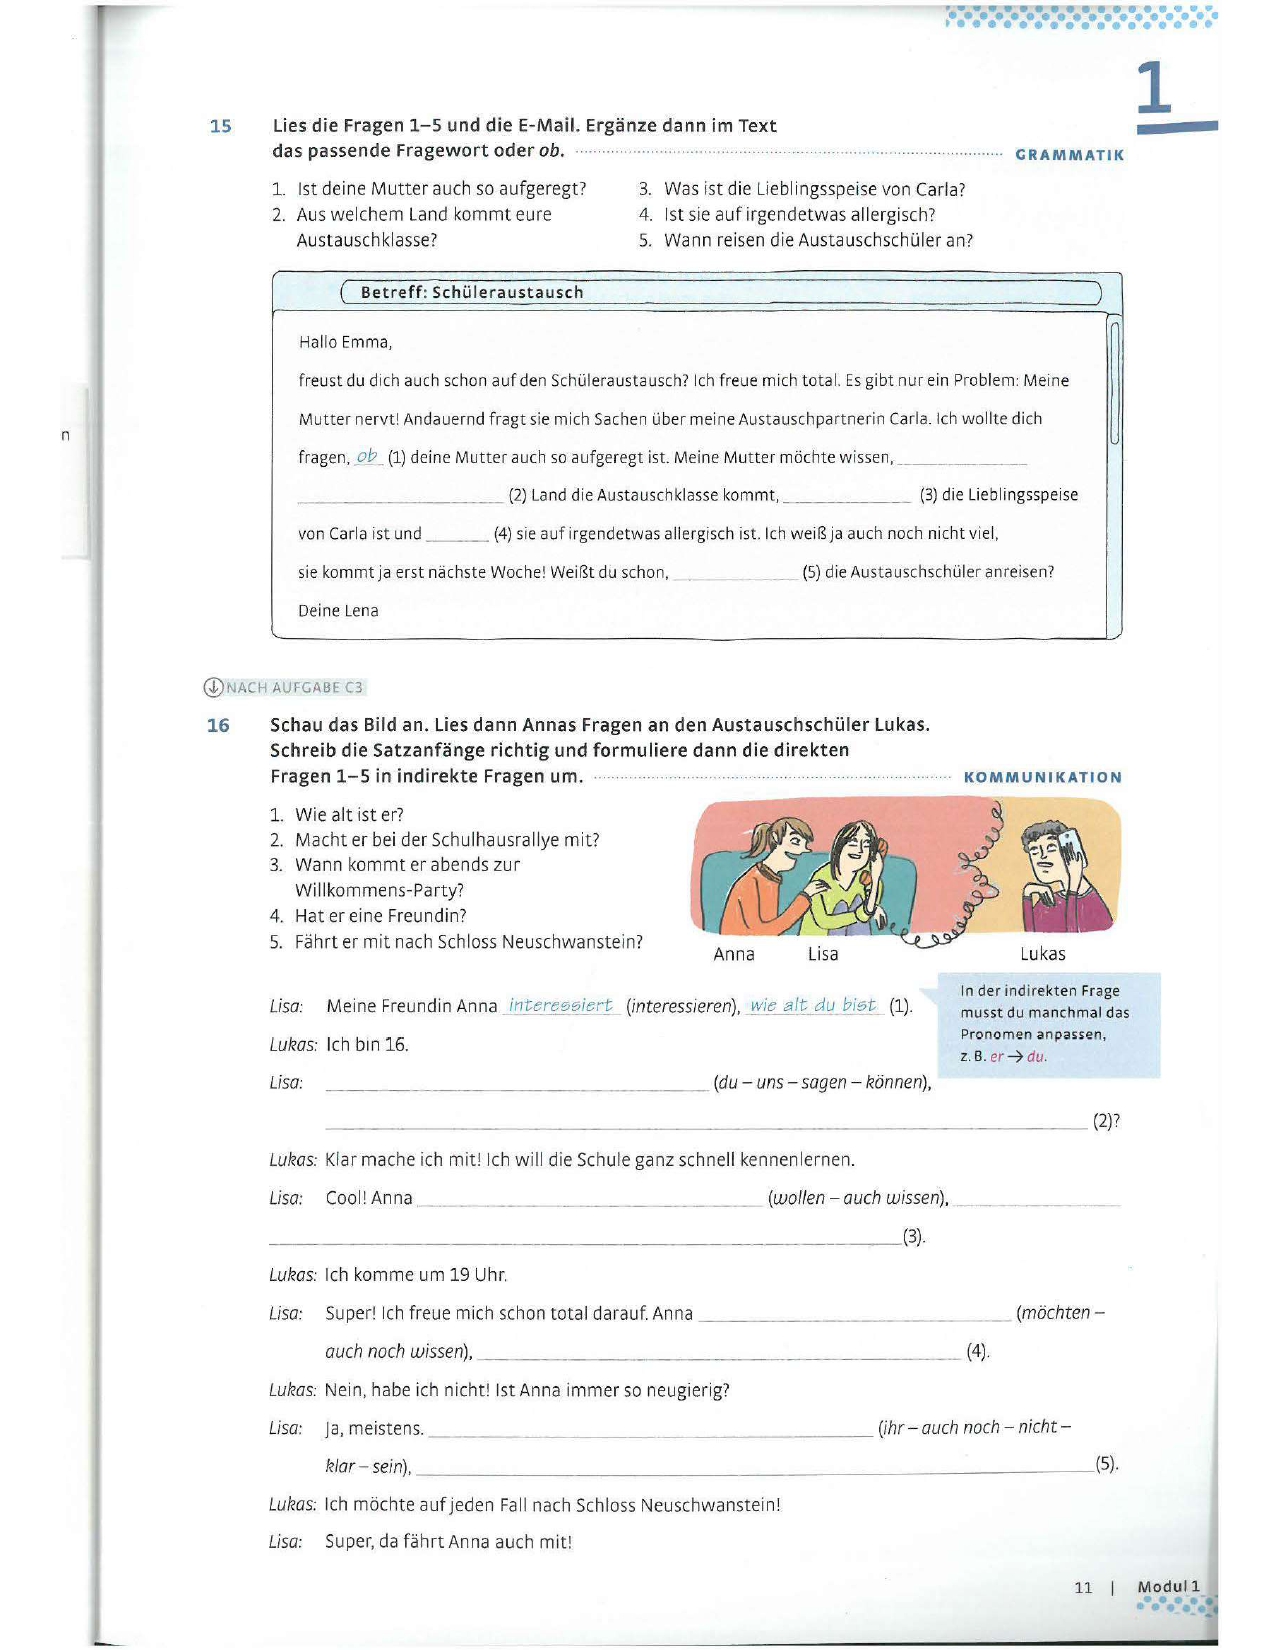 1
15 Lies die Fragen 1–5 und die E-Mail. Ergänze dann im Text
das passende Fragewort oder ob. GRAMMATIK
1. Ist deine Mutter auch so aufgeregt?
2. Aus welchem Land kommt eure
Austauschklasse?
3. Was ist die Lieblingsspeise von Carla?
4. Ist sie auf irgendetwas allergisch?
5. Wann reisen die Austauschschüler an?
Betreff: Schüleraustausch
Hallo Emma,
freust du dich auch schon auf den Schüleraustausch? Ich freue mich total. Es gibt nur ein Problem: Meine
Mutter nervt! Andauernd fragt sie mich Sachen über meine Austauschpartnerin Carla. Ich wollte dich
n
fragen, ob (1) deine Mutter auch so aufgeregt ist. Meine Mutter möchte wissen, ____
____ (2) Land die Austauschklasse kommt, ____ (3) die Lieblingsspeise
von Carla ist und ____ (4) sie auf irgendetwas allergisch ist. Ich weiß ja auch noch nicht viel,
sie kommt ja erst nächste Woche! Weißt du schon, ____ (5) die Austauschschüler anreisen?
Deine Lena
NACH AUFGABE C3
16 Schau das Bild an. Lies dann Annas Fragen an den Austauschschüler Lukas.
Schreib die Satzanfänge richtig und formuliere dann die direkten
Fragen 1–5 in indirekte Fragen um. KOMMUNIKATION
1. Wie alt ist er?
2. Macht er bei der Schulhausrallye mit?
3. Wann kommt er abends zur
Willkommens-Party?
4. Hat er eine Freundin?
5. Fährt er mit nach Schloss Neuschwanstein?
Anna Lisa Lukas
In der indirekten Frage
musst du manchmal das
Pronomen anpassen,
z. B. er → du.
Lisa: Meine Freundin Anna interessiert (interessieren), wie alt du bist (1).
Lukas: Ich bin 16.
Lisa: ____ (du – uns – sagen – können),
____ (2)?
Lukas: Klar mache ich mit! Ich will die Schule ganz schnell kennenlernen.
Lisa: Cool! Anna ____ (wollen – auch wissen), ____
____ (3).
Lukas: Ich komme um 19 Uhr.
Lisa: Super! Ich freue mich schon total darauf. Anna ____ (möchten –
auch noch wissen), ____ (4).
Lukas: Nein, habe ich nicht! Ist Anna immer so neugierig?
Lisa: Ja, meistens. ____ (ihr – auch noch – nicht –
klar – sein), ____ (5).
Lukas: Ich möchte auf jeden Fall nach Schloss Neuschwanstein!
Lisa: Super, da fährt Anna auch mit!
11 | Modul 1